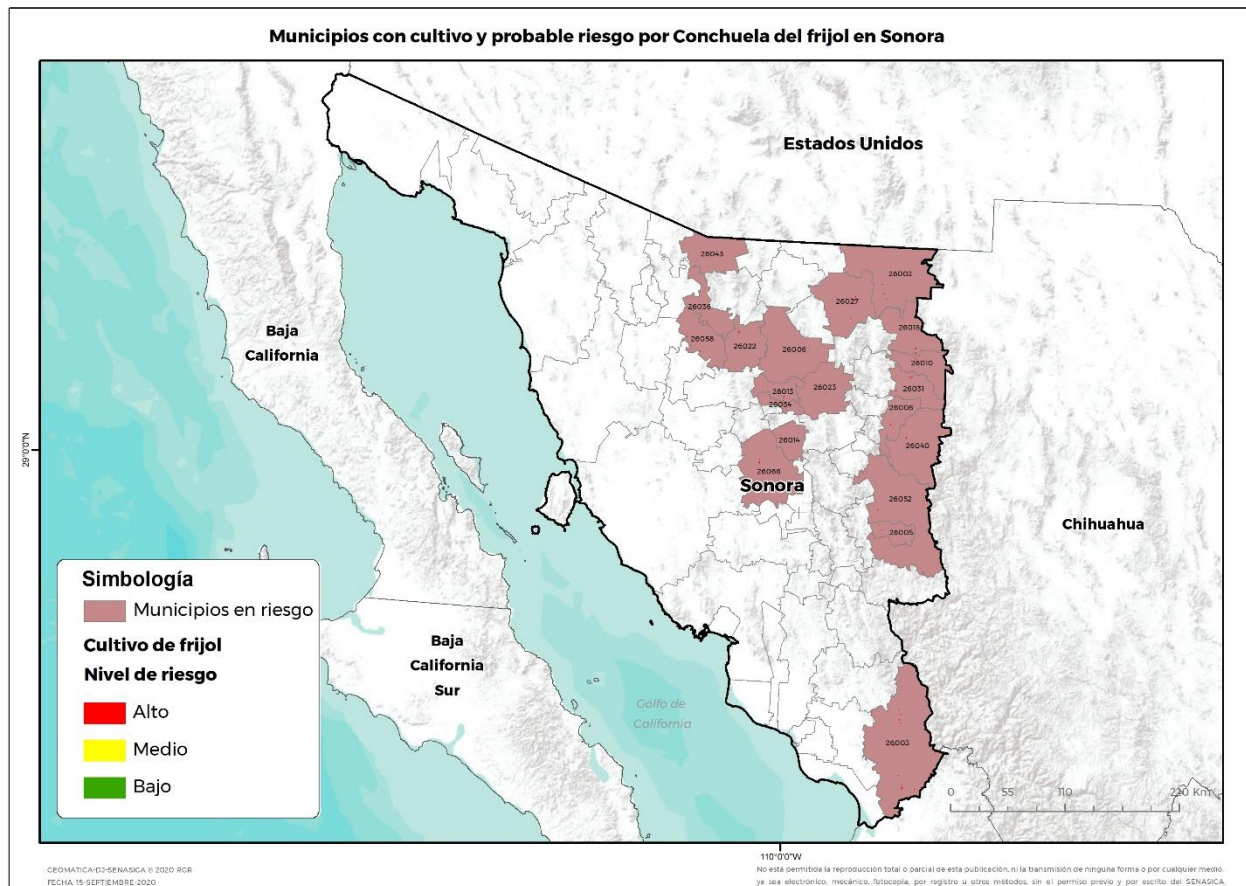 Municipios con cultivo y probable riesgo por Conchuela del frijol en Sonora
Estados Unidos
26043
26002
26027
26036
26015
Baja
California
26058
26022
26006
26010
26013
26023
26031
26034
26008
26014
26040
29°0'0"N
26066
Sonora
26052
Chihuahua
26005
Simbología
Municipios en riesgo
Cultivo de frijol
Nivel de riesgo
Alto
Medio
Bajo
Baja
California
Sur
Golfo de
California
26003
0 55 110 220 Km
110°0'0"W
GEOMATICA-DJ-SENASICA © 2020 RGR
FECHA 15-SEPTIEMBRE-2020
No esta permitida la reproducción total o parcial de esta publicación, ni la transmisión de ninguna forma o por cualquier medio,
ya sea electrónico, mecánico, fotocopia, por registro u otros métodos, sin el permiso previo y por escrito del SENASICA.